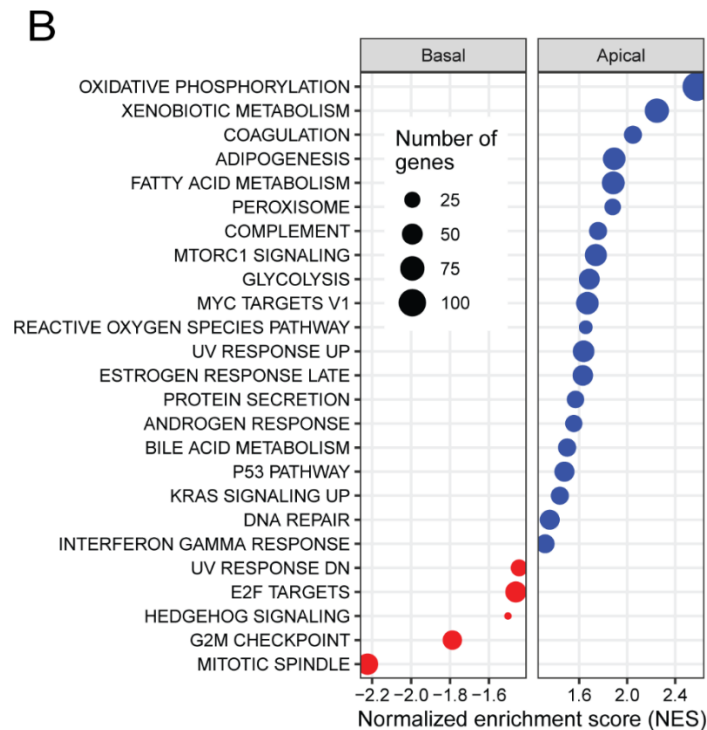 B
Basal
Apical
OXIDATIVE PHOSPHORYLATION
XENOBIOTIC METABOLISM
COAGULATION
ADIPOGENESIS
FATTY ACID METABOLISM
PEROXISOME
COMPLEMENT
MTORC1 SIGNALING
GLYCOLYSIS
MYC TARGETS V1
REACTIVE OXYGEN SPECIES PATHWAY
UV RESPONSE UP
ESTROGEN RESPONSE LATE
PROTEIN SECRETION
ANDROGEN RESPONSE
BILE ACID METABOLISM
P53 PATHWAY
KRAS SIGNALING UP
DNA REPAIR
INTERFERON GAMMA RESPONSE
UV RESPONSE DN
E2F TARGETS
HEDGEHOG SIGNALING
G2M CHECKPOINT
MITOTIC SPINDLE
Number of
genes
25
50
75
100
−2.2 −2.0 −1.8 −1.6
1.6 2.0 2.4
Normalized enrichment score (NES)